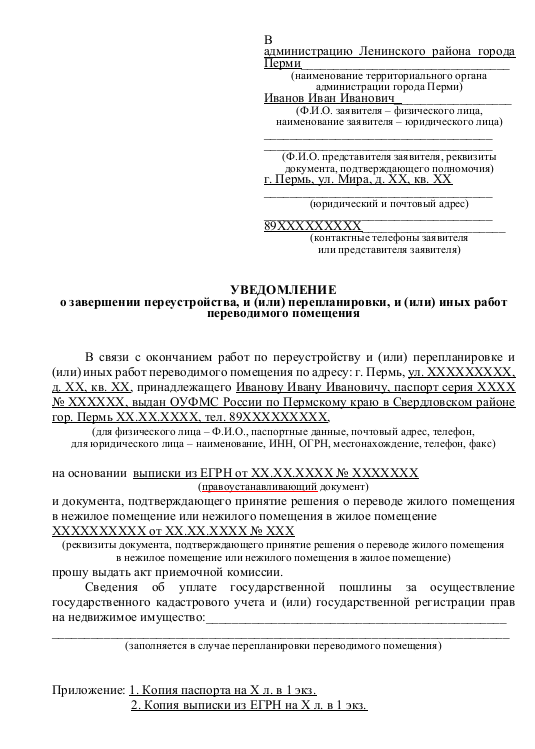 В
администрацию Ленинского района города
Перми__________________________________
(наименование территориального органа
администрации города Перми)
Иванов Иван Иванович_____________________
(Ф.И.О. заявителя – физического лица,
наименование заявителя – юридического лица)
______________________________________
______________________________________
(Ф.И.О. представителя заявителя, реквизиты
документа, подтверждающего полномочия)
г. Пермь, ул. Мира, д. XX, кв. XX
______________________________________
(юридический и почтовый адрес)
______________________________________
89XXXXXXXXX________________________
(контактные телефоны заявителя
или представителя заявителя)
УВЕДОМЛЕНИЕ
о завершении переустройства, и (или) перепланировки, и (или) иных работ
переводимого помещения
В связи с окончанием работ по переустройству и (или) перепланировке и
(или) иных работ переводимого помещения по адресу: г. Пермь, ул. XXXXXXXXX,
д. XX, кв. XX, принадлежащего Иванову Ивану Ивановичу, паспорт серия XXXX
№ XXXXXX, выдан ОУФМС России по Пермскому краю в Свердловском районе
гор. Пермь XX.XX.XXXX, тел. 89XXXXXXXXX,
(для физического лица – Ф.И.О., паспортные данные, почтовый адрес, телефон,
для юридического лица – наименование, ИНН, ОГРН, местонахождение, телефон, факс)
на основании выписки из ЕГРН от XX.XX.XXXX № XXXXXXX
(правоустанавливающий документ)
и документа, подтверждающего принятие решения о переводе жилого помещения
в нежилое помещение или нежилого помещения в жилое помещение
XXXXXXXXXX от XX.XX.XXXX № XXX
(реквизиты документа, подтверждающего принятие решения о переводе жилого помещения
в нежилое помещение или нежилого помещения в жилое помещение)
прошу выдать акт приемочной комиссии.
Сведения об уплате государственной пошлины за осуществление
государственного кадастрового учета и (или) государственной регистрации прав
на недвижимое имущество:__________________________________________________
____________________________________________________________________________
(заполняется в случае перепланировки переводимого помещения)
Приложение: 1. Копия паспорта на X л. в 1 экз.
2. Копия выписки из ЕГРН на X л. в 1 экз.